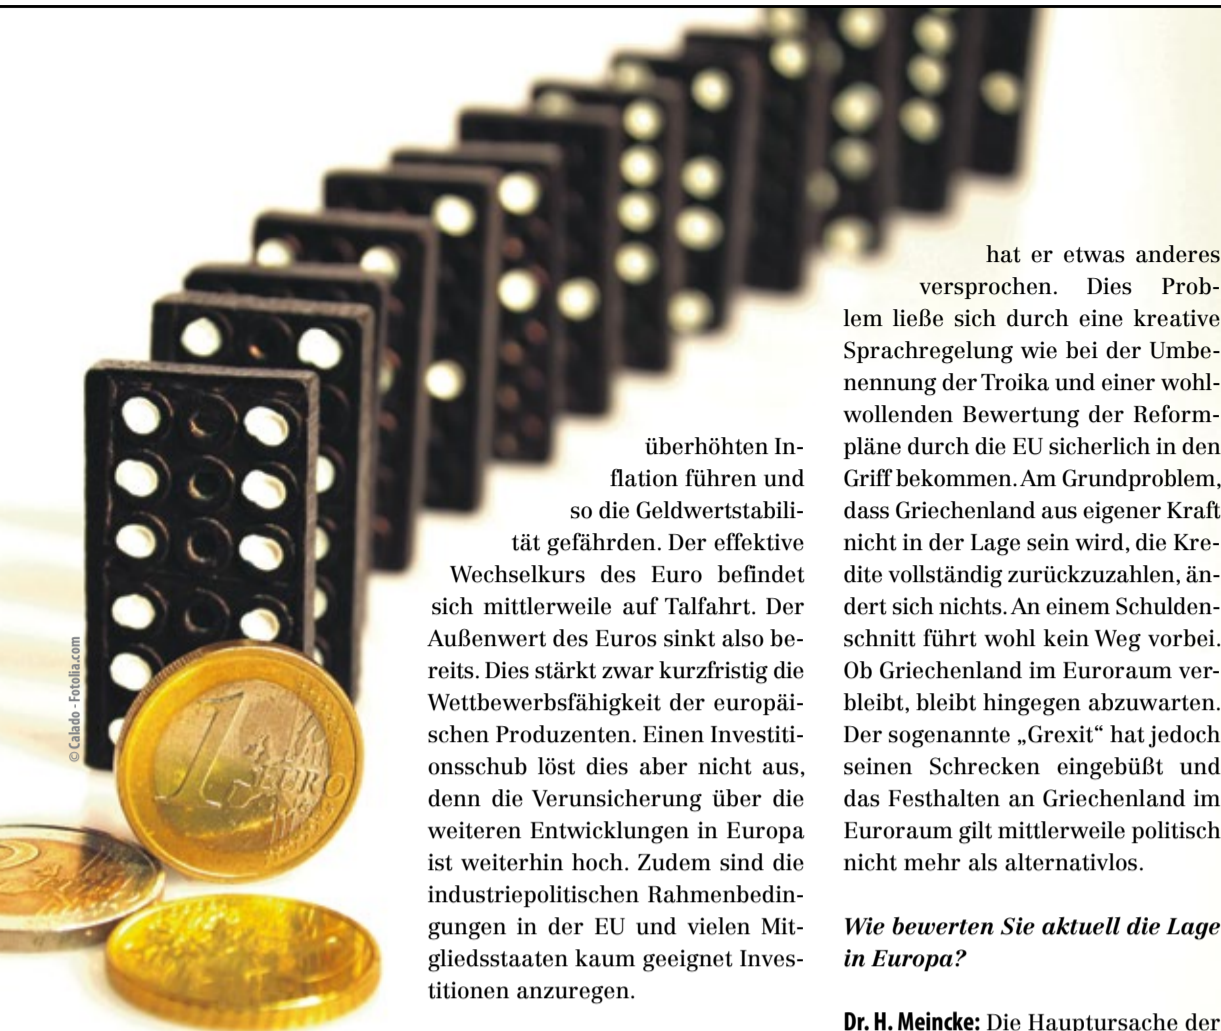 überhöhten In-
flation führen und
so die Geldwertstabili-
tät gefährden. Der effektive
Wechselkurs des Euro befindet
sich mittlerweile auf Talfahrt. Der
Außenwert des Euros sinkt also be-
reits. Dies stärkt zwar kurzfristig die
Wettbewerbsfähigkeit der europäi-
schen Produzenten. Einen Investiti-
onsschub löst dies aber nicht aus,
denn die Verunsicherung über die
weiteren Entwicklungen in Europa
ist weiterhin hoch. Zudem sind die
industriepolitischen Rahmenbedin-
gungen in der EU und vielen Mit-
gliedsstaaten kaum geeignet Inves-
titionen anzuregen.
hat er etwas anderes
versprochen. Dies Prob-
lem ließe sich durch eine kreative
Sprachregelung wie bei der Umbe-
nennung der Troika und einer wohl-
wollenden Bewertung der Reform-
pläne durch die EU sicherlich in den
Griff bekommen. Am Grundproblem,
dass Griechenland aus eigener Kraft
nicht in der Lage sein wird, die Kre-
dite vollständig zurückzuzahlen, än-
dert sich nichts. An einem Schulden-
schnitt führt wohl kein Weg vorbei.
Ob Griechenland im Euroraum ver-
bleibt, bleibt hingegen abzuwarten.
Der sogenannte „Grexit“ hat jedoch
seinen Schrecken eingebüßt und
das Festhalten an Griechenland im
Euroraum gilt mittlerweile politisch
nicht mehr als alternativlos.
Wie bewerten Sie aktuell die Lage
in Europa?
Dr. H. Meincke: Die Hauptursache der
© Calado - Fotolia.com
1
EURO
2